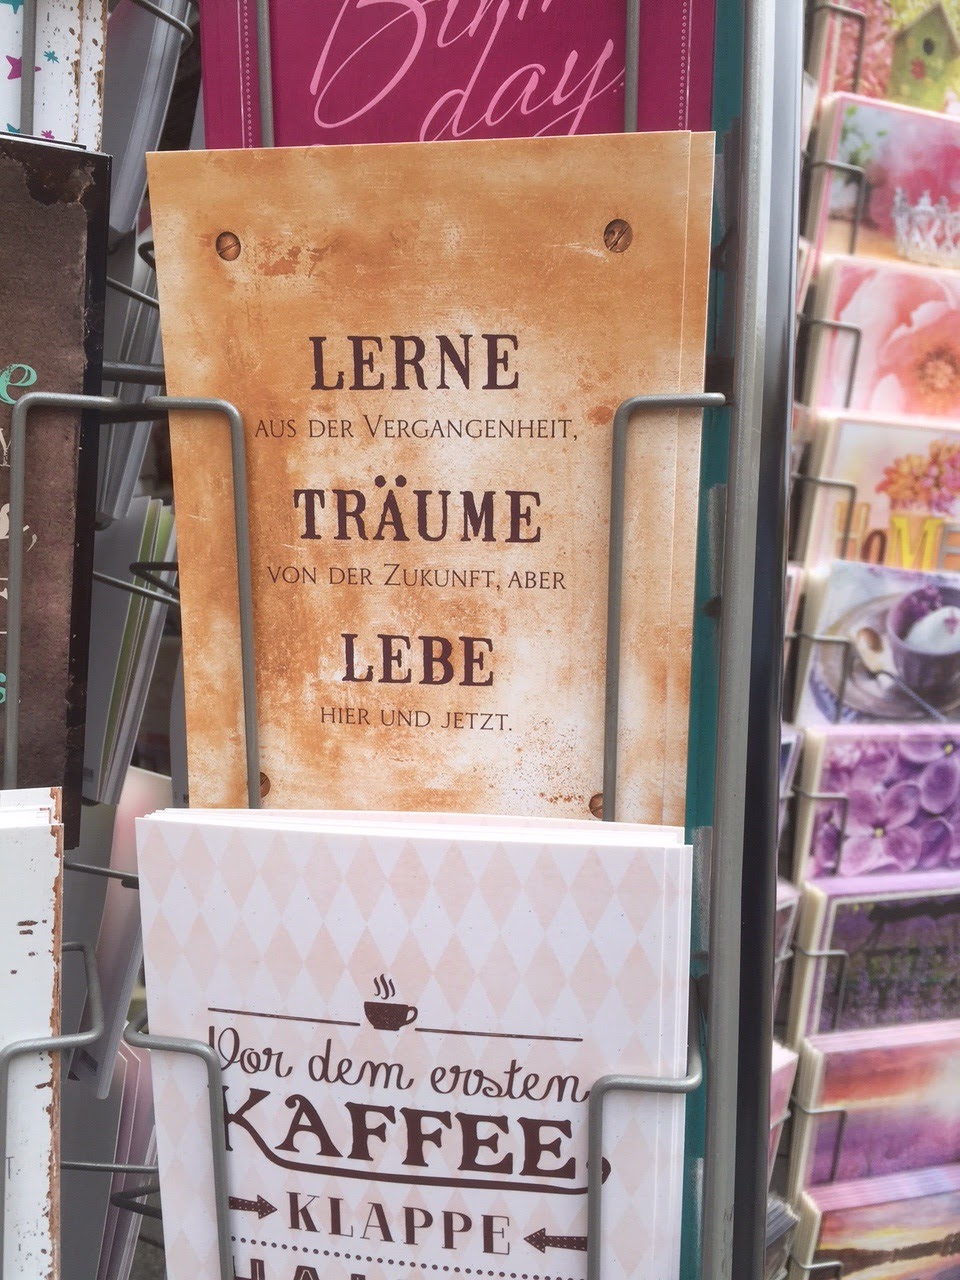 day
LERNE
AUS DER VERGANGENHEIT,
TRÄUME
VON DER ZUKUNFT, ABER
LEBE
HIER UND JETZT.
Vor dem ersten
KAFFEE,
KLAPPE
HOME